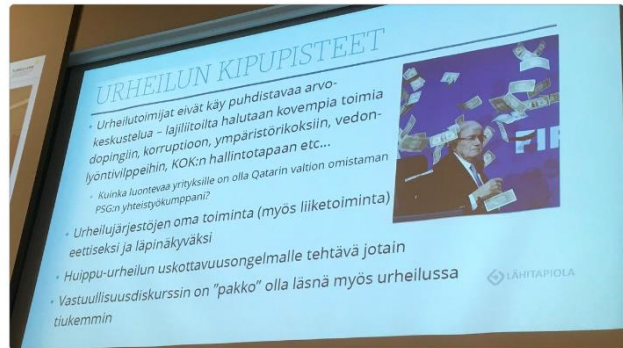 URHEILUN KIPUPISTEET
• Urheilutoimijat eivät käy puhdistavaa arvo-
keskustelua – lajiliitoilta halutaan kovempia toimia
dopingiin, korruptioon, ympäristörikoksiin, vedon-
lyöntivilppeihin, KOK:n hallintotapaan etc...
• Kuinka luontevaa yrityksille on olla Qatarin valtion omistaman
PSG:n yhteistyökumppani?
• Urheilujärjestöjen oma toiminta (myös liiketoiminta)
eettiseksi ja läpinäkyväksi
• Huippu-urheilun uskottavuusongelmalle tehtävä jotain
• Vastuullisuusdiskurssin on "pakko" olla läsnä myös urheilussa
tiukemmin
FIF
LÄHITAPIOLA